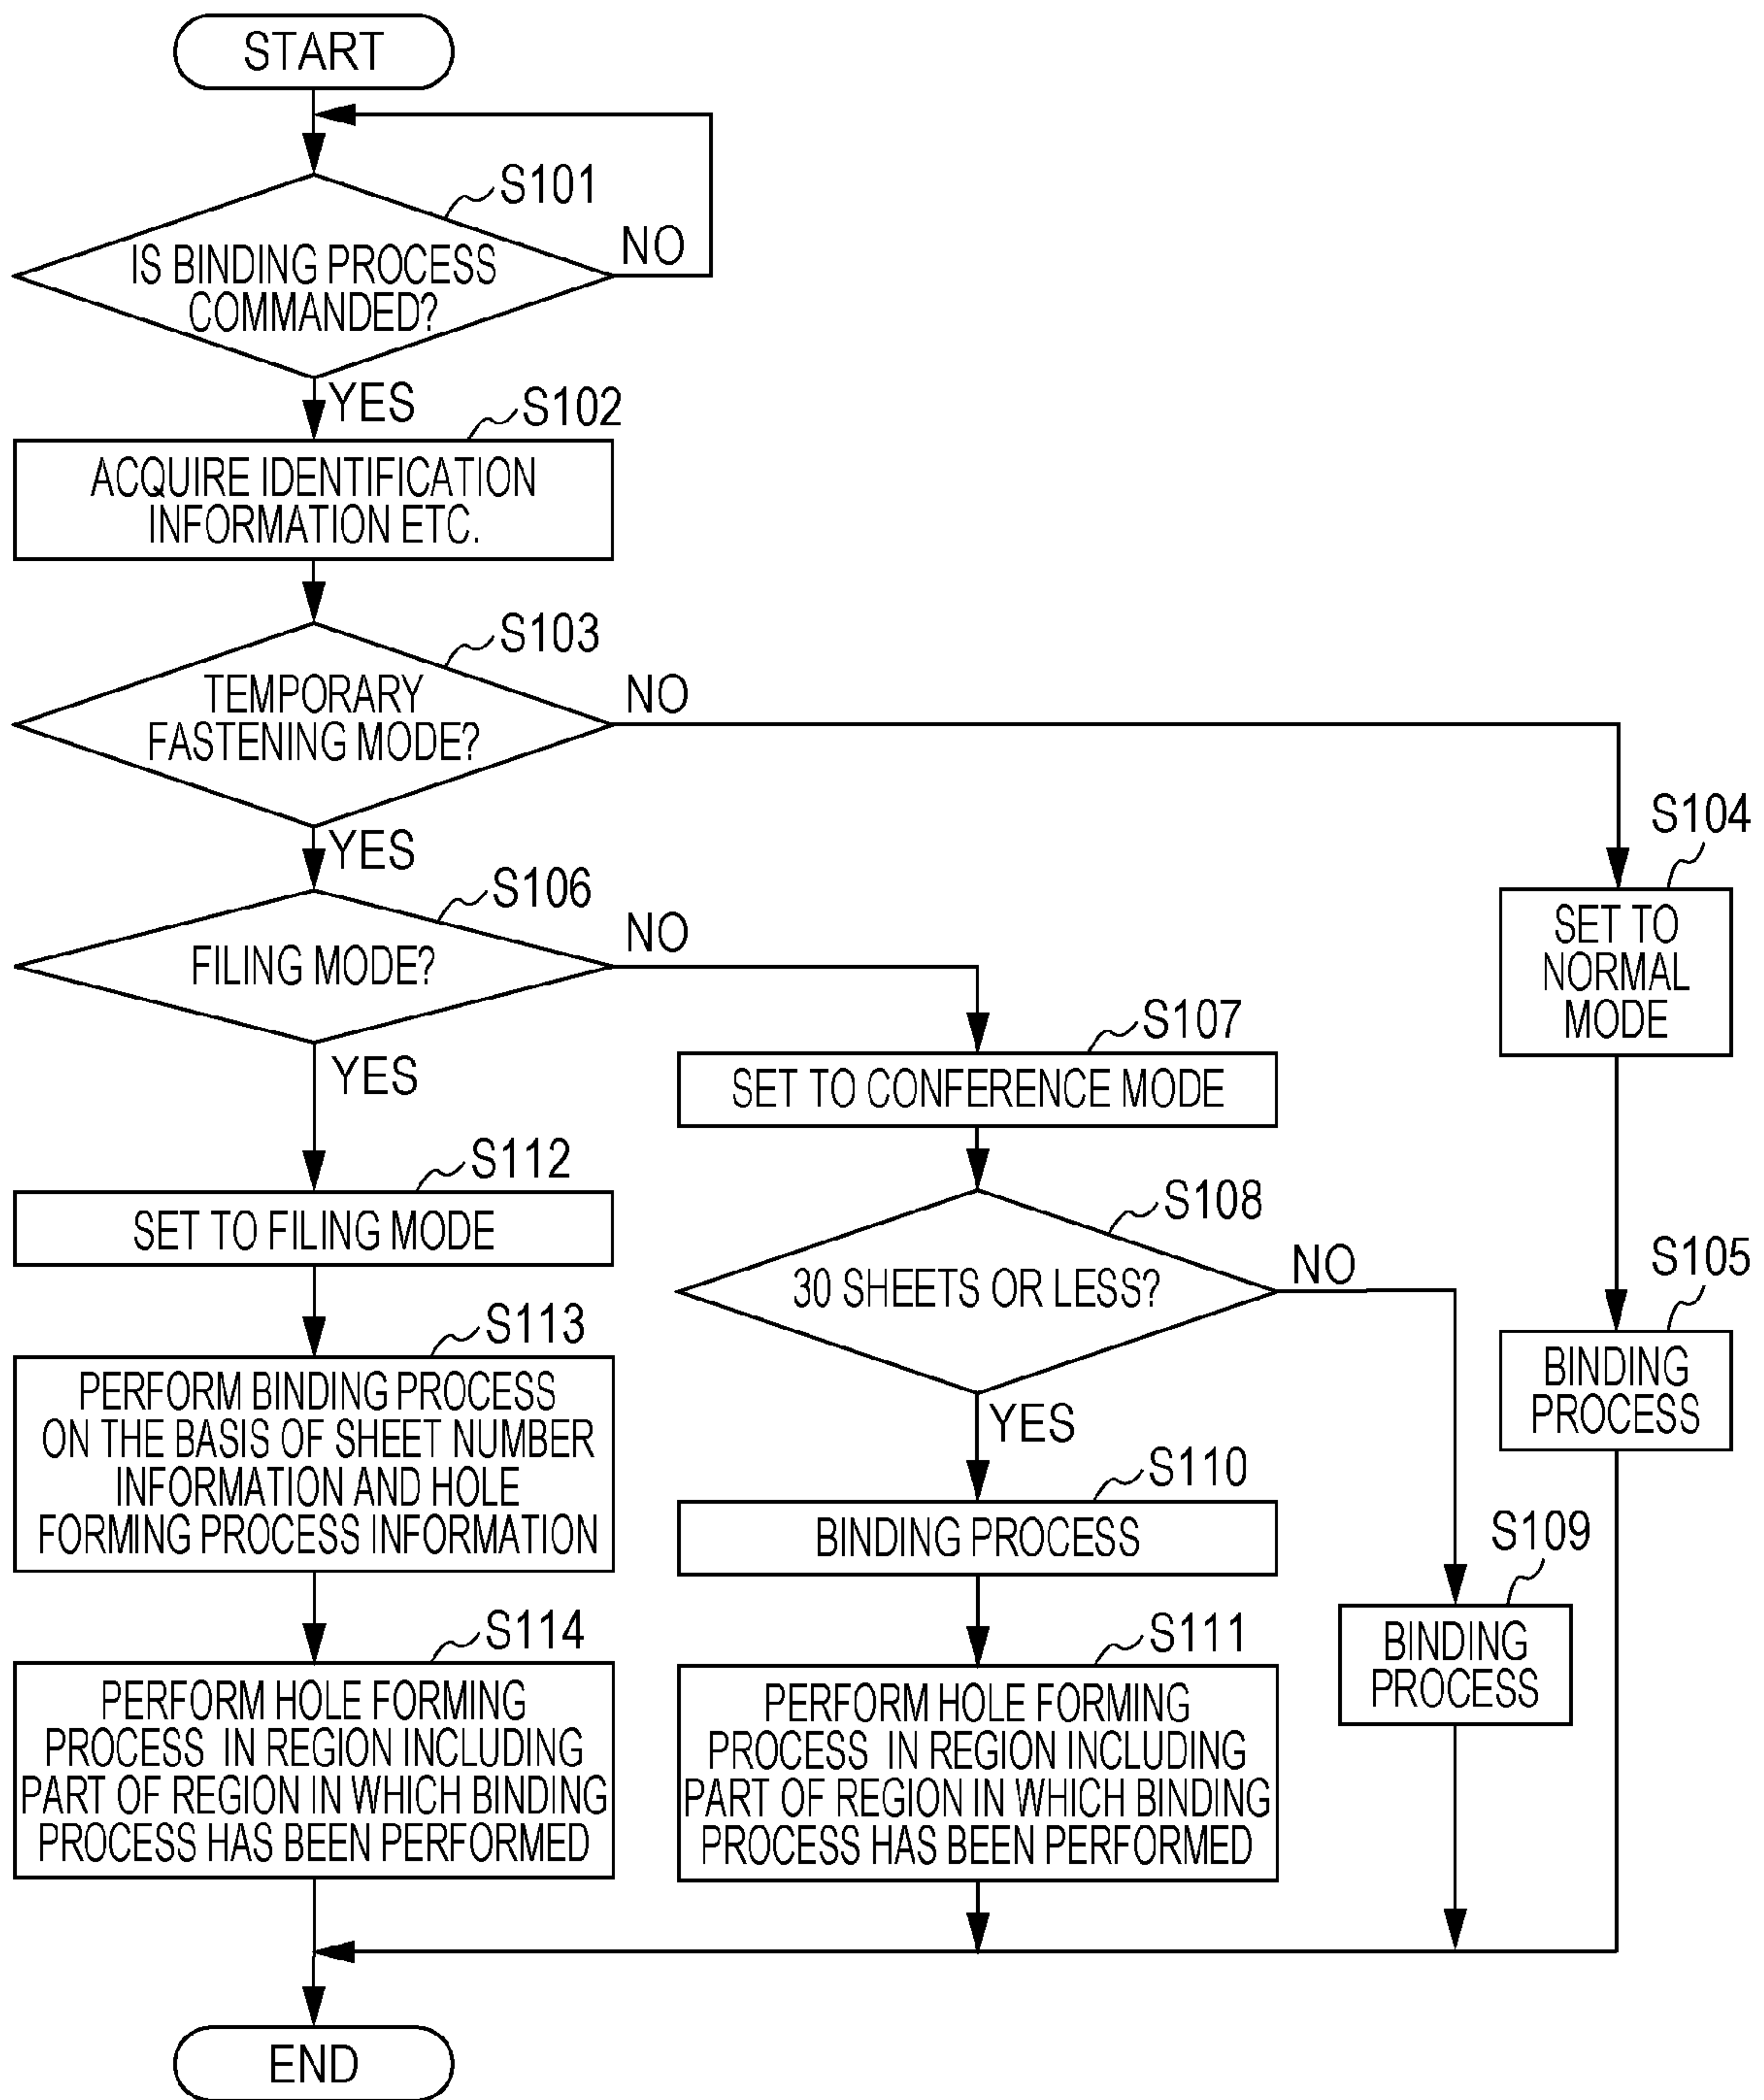 START
S101
IS BINDING PROCESS
COMMANDED?
NO
YES
S102
ACQUIRE IDENTIFICATION
INFORMATION ETC.
S103
TEMPORARY
FASTENING MODE?
NO
YES
S104
SET TO
NORMAL
MODE
S105
BINDING
PROCESS
S106
FILING MODE?
NO
YES
S107
SET TO CONFERENCE MODE
S108
30 SHEETS OR LESS?
NO
YES
S109
BINDING
PROCESS
S110
BINDING PROCESS
S111
PERFORM HOLE FORMING
PROCESS IN REGION INCLUDING
PART OF REGION IN WHICH BINDING
PROCESS HAS BEEN PERFORMED
S112
SET TO FILING MODE
S113
PERFORM BINDING PROCESS
ON THE BASIS OF SHEET NUMBER
INFORMATION AND HOLE
FORMING PROCESS INFORMATION
S114
PERFORM HOLE FORMING
PROCESS IN REGION INCLUDING
PART OF REGION IN WHICH BINDING
PROCESS HAS BEEN PERFORMED
END